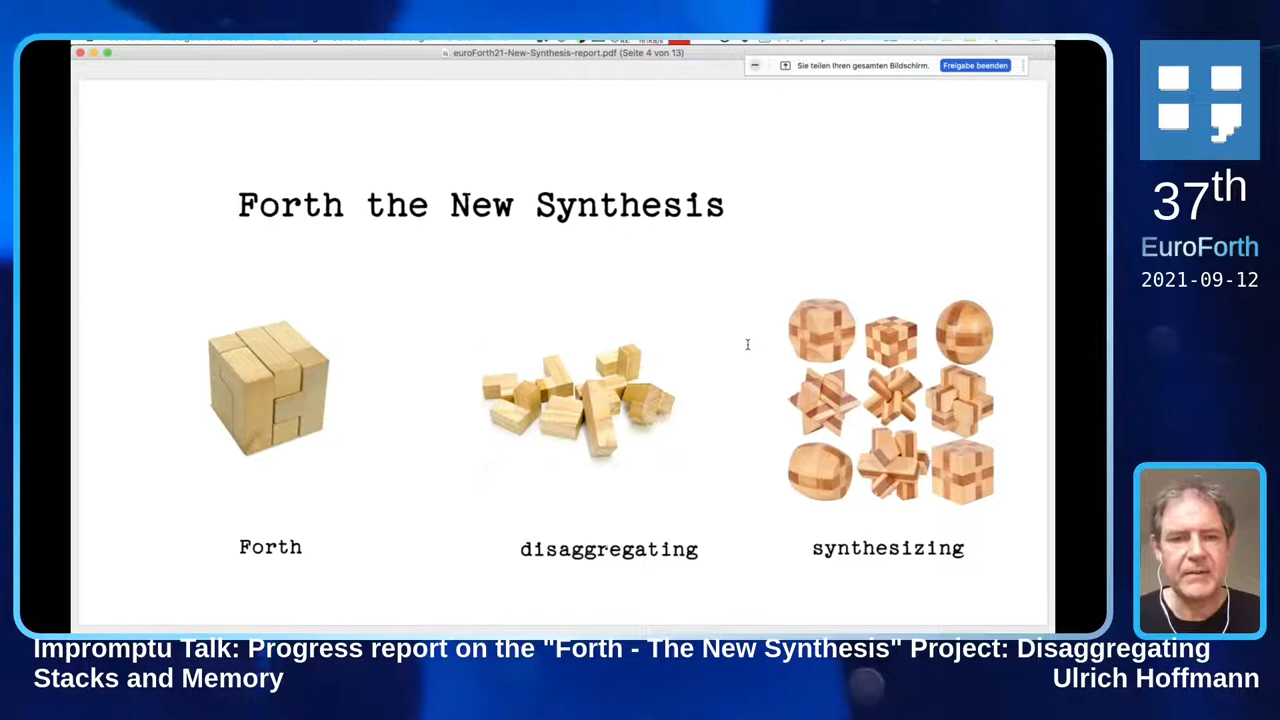 euroForth21-New-Synthesis-report.pdf (Seite 4 von 13)
Sie teilen Ihren gesamten Bildschirm.
Freigabe beenden
Forth the New Synthesis
Forth
disaggregating
synthesizing
37th
EuroForth
2021-09-12
Impromptu Talk: Progress report on the "Forth - The New Synthesis" Project: Disaggregating
Stacks and Memory
Ulrich Hoffmann